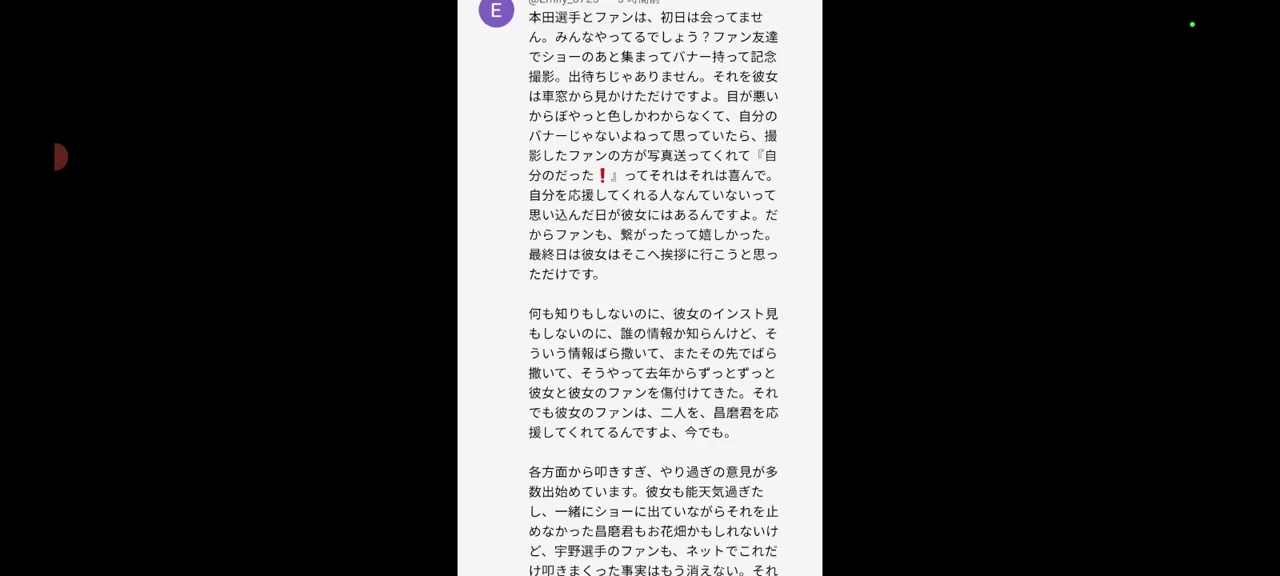 E
本田選手とファンは、初日は会ってませ
ん。みんなやってるでしょう？ファン友達
でショーのあと集まってバナー持って記念
撮影。出待ちじゃありません。それを彼女
は車窓から見かけただけですよ。目が悪い
からぼやっと色しかわからなくて、自分の
バナーじゃないよねって思っていたら、撮
影したファンの方が写真送ってくれて『自
分のだった❗』ってそれはそれは喜んで。
自分を応援してくれる人なんていないって
思い込んだ日が彼女にはあるんですよ。だ
からファンも、繋がったって嬉しかった。
最終日は彼女はそこへ挨拶に行こうと思っ
ただけです。
何も知りもしないのに、彼女のインスト見
もしないのに、誰の情報か知らんけど、そ
ういう情報ばら撒いて、またその先でばら
撒いて、そうやって去年からずっとずっと
彼女と彼女のファンを傷付けてきた。それ
でも彼女のファンは、二人を、昌磨君を応
援してくれてるんですよ、今でも。
各方面から叩きすぎ、やり過ぎの意見が多
数出始めています。彼女も能天気過ぎた
し、一緒にショーに出ていながらそれを止
めなかった昌磨君もお花畑かもしれないけ
ど、宇野選手のファンも、ネットでこれだ
け叩きまくった事実はもう消えない。それ